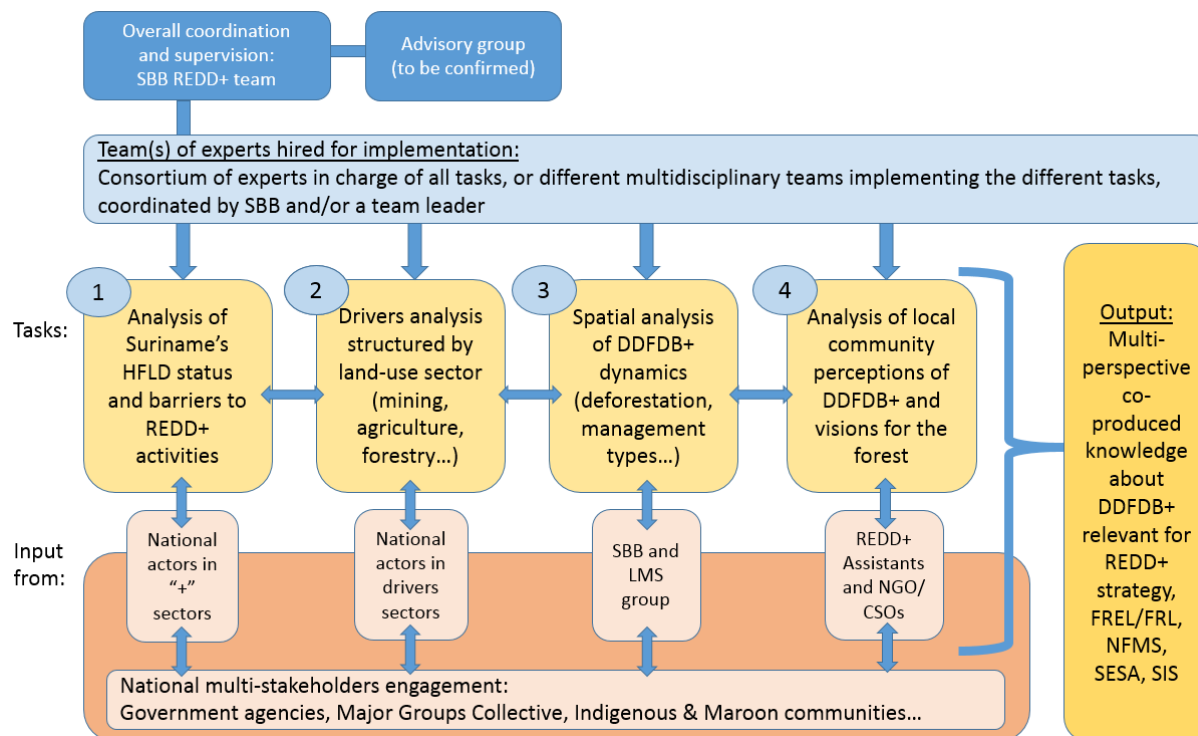 Overall coordination
and supervision:
SBB REDD+ team
Advisory group
(to be confirmed)
Team(s) of experts hired for implementation:
Consortium of experts in charge of all tasks, or different multidisciplinary teams implementing the different tasks,
coordinated by SBB and/or a team leader
Tasks:
1
Analysis of
Suriname's
HFLD status
and barriers to
REDD+
activities
2
Drivers analysis
structured by
land-use sector
(mining,
agriculture,
forestry...)
3
Spatial analysis
of DDFDB+
dynamics
(deforestation,
management
types...)
4
Analysis of local
community
perceptions of
DDFDB+ and
visions for the
forest
Input
from:
National
actors in
"+"
sectors
National
actors in
drivers
sectors
SBB and
LMS
group
REDD+
Assistants
and NGO/
CSOs
National multi-stakeholders engagement:
Government agencies, Major Groups Collective, Indigenous & Maroon communities...
Output:
Multi-
perspective
co-
produced
knowledge
about
DDFDB+
relevant for
REDD+
strategy,
FREL/FRL,
NFMS,
SESA, SIS